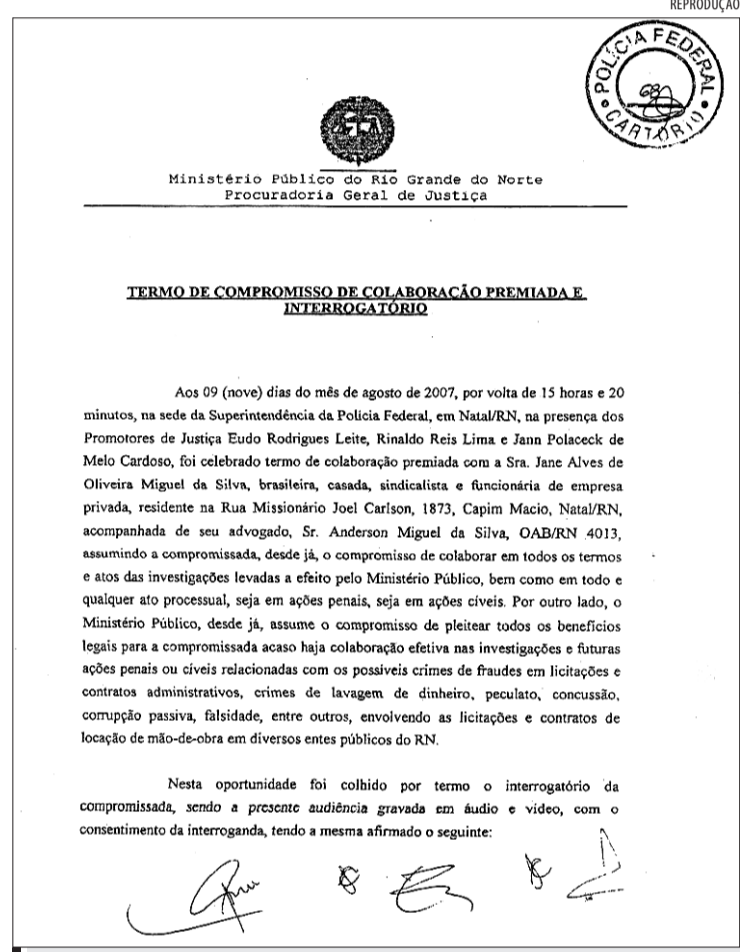 REPRODUÇÃO
POLÍCIA FEDERAL
CARTÓRIO
Ministério Público do Rio Grande do Norte
Procuradoria Geral de Justiça
TERMO DE COMPROMISSO DE COLABORAÇÃO PREMIADA E
INTERROGATÓRIO
Aos 09 (nove) dias do mês de agosto de 2007, por volta de 15 horas e 20
minutos, na sede da Superintendência da Policia Federal, em Natal/RN, na presença dos
Promotores de Justiça Eudo Rodrigues Leite, Rinaldo Reis Lima e Jann Polaceck de
Melo Cardoso, foi celebrado termo de colaboração premiada com a Sra. Jane Alves de
Oliveira Miguel da Silva, brasileira, casada, sindicalista e funcionária de empresa
privada, residente na Rua Missionário Joel Carlson, 1873, Capim Macio, Natal/RN,
acompanhada de seu advogado, Sr. Anderson Miguel da Silva, OAB/RN 4013,
assumindo a compromissada, desde já, o compromisso de colaborar em todos os termos
e atos das investigações levadas a efeito pelo Ministério Público, bem como em todo e
qualquer ato processual, seja em ações penais, seja em ações cíveis. Por outro lado, o
Ministério Público, desde já, assume o compromisso de pleitear todos os benefícios
legais para a compromissada acaso haja colaboração efetiva nas investigações e futuras
ações penais ou cíveis relacionadas com os possíveis crimes de fraudes em licitações e
contratos administrativos, crimes de lavagem de dinheiro, peculato, concussão,
corrupção passiva, falsidade, entre outros, envolvendo as licitações e contratos de
locação de mão-de-obra em diversos entes públicos do RN.
Nesta oportunidade foi colhido por termo o interrogatório da
compromissada, sendo a presente audiência gravada em áudio e vídeo, com o
consentimento da interroganda, tendo a mesma afirmado o seguinte: